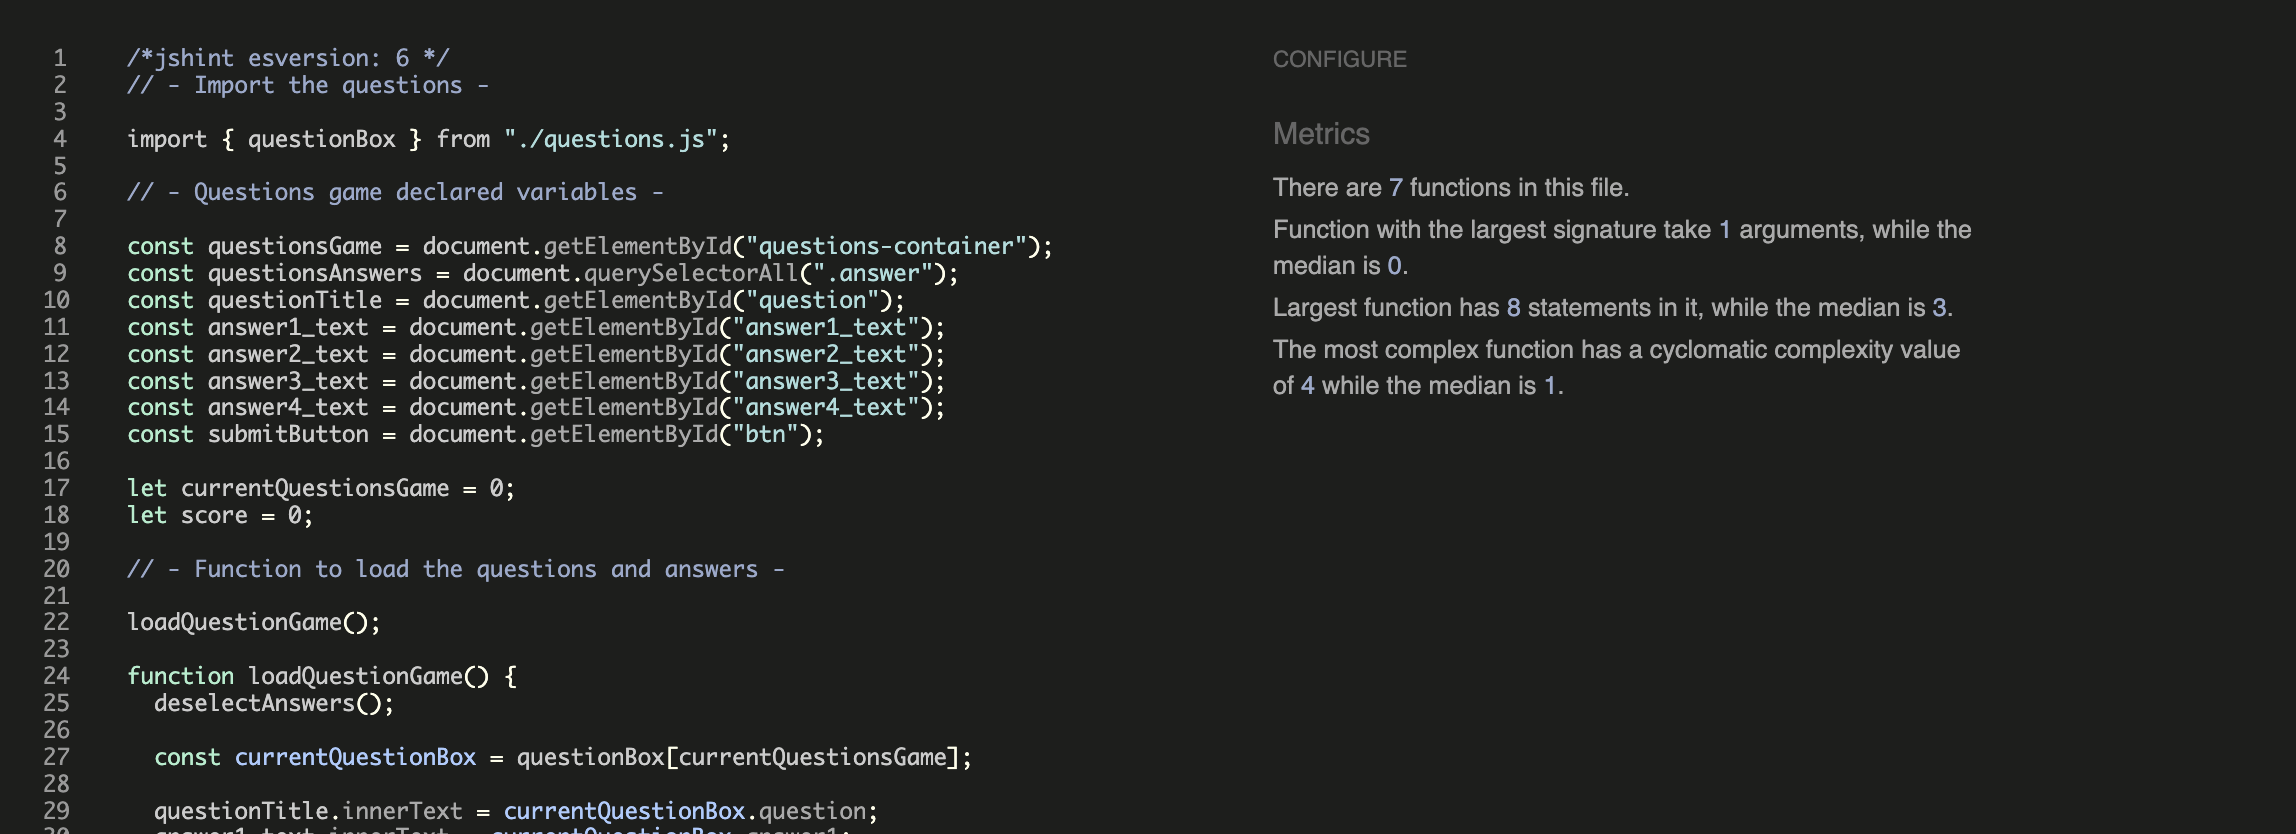 1 /*jshint esversion: 6 */
2 // - Import the questions -
3
4 import { questionBox } from "./questions.js";
5
6 // - Questions game declared variables -
7
8 const questionsGame = document.getElementById("questions-container");
9 const questionsAnswers = document.querySelectorAll(".answer");
10 const questionTitle = document.getElementById("question");
11 const answer1_text = document.getElementById("answer1_text");
12 const answer2_text = document.getElementById("answer2_text");
13 const answer3_text = document.getElementById("answer3_text");
14 const answer4_text = document.getElementById("answer4_text");
15 const submitButton = document.getElementById("btn");
16
17 let currentQuestionsGame = 0;
18 let score = 0;
19
20 // - Function to load the questions and answers -
21
22 loadQuestionGame();
23
24 function loadQuestionGame() {
25 deselectAnswers();
26
27 const currentQuestionBox = questionBox[currentQuestionsGame];
28
29 questionTitle.innerText = currentQuestionBox.question;
30 answer1_text.innerText = currentQuestionBox.answer1;
CONFIGURE
Metrics
There are 7 functions in this file.
Function with the largest signature take 1 arguments, while the
median is 0.
Largest function has 8 statements in it, while the median is 3.
The most complex function has a cyclomatic complexity value
of 4 while the median is 1.